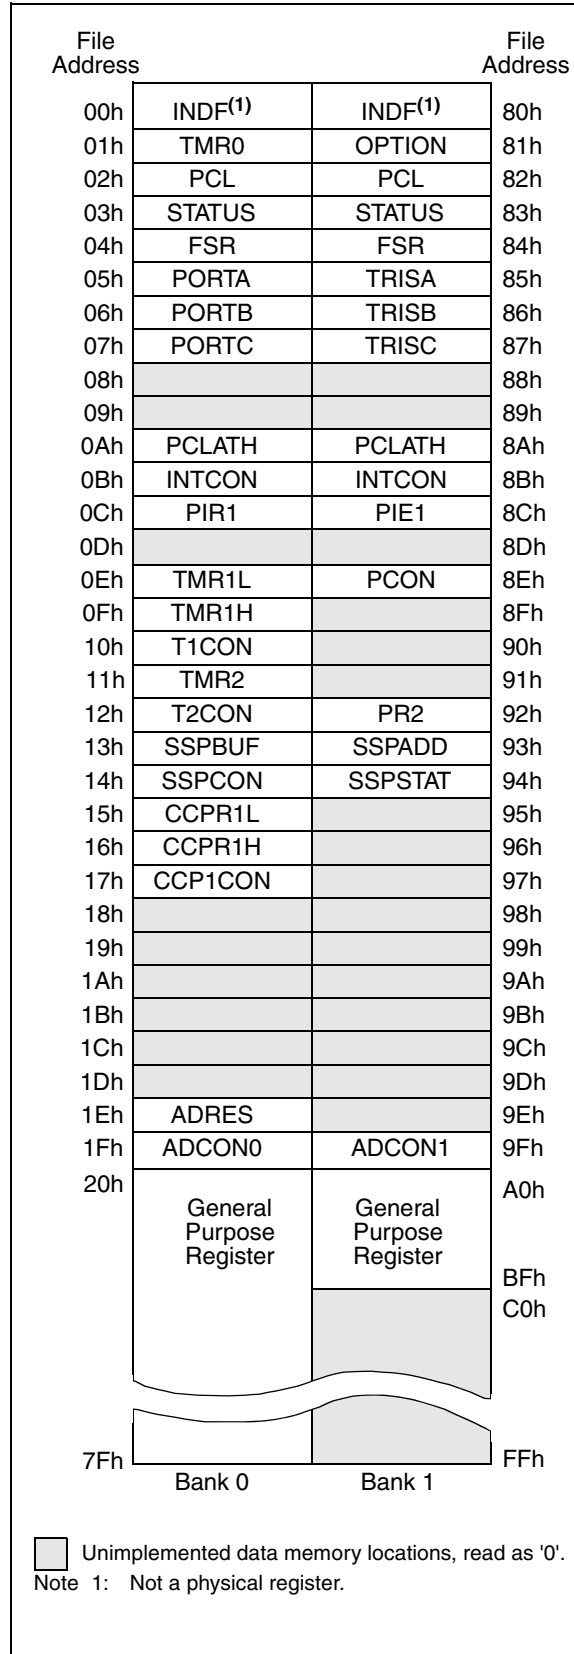 File Address File Address
00h INDF(1) INDF(1) 80h
01h TMR0 OPTION 81h
02h PCL PCL 82h
03h STATUS STATUS 83h
04h FSR FSR 84h
05h PORTA TRISA 85h
06h PORTB TRISB 86h
07h PORTC TRISC 87h
08h 88h
09h 89h
0Ah PCLATH PCLATH 8Ah
0Bh INTCON INTCON 8Bh
0Ch PIR1 PIE1 8Ch
0Dh 8Dh
0Eh TMR1L PCON 8Eh
0Fh TMR1H 8Fh
10h T1CON 90h
11h TMR2 91h
12h T2CON PR2 92h
13h SSPBUF SSPADD 93h
14h SSPCON SSPSTAT 94h
15h CCPR1L 95h
16h CCPR1H 96h
17h CCP1CON 97h
18h 98h
19h 99h
1Ah 9Ah
1Bh 9Bh
1Ch 9Ch
1Dh 9Dh
1Eh ADRES 9Eh
1Fh ADCON0 ADCON1 9Fh
20h A0h
General General
Purpose Purpose
Register Register
BFh
C0h
7Fh FFh
Bank 0 Bank 1
Unimplemented data memory locations, read as '0'.
Note 1: Not a physical register.